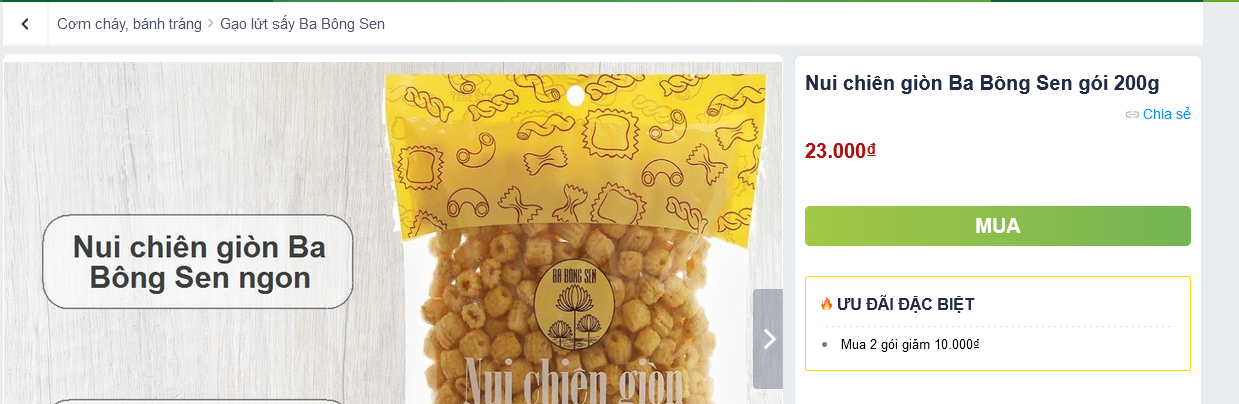 Cơm cháy, bánh tráng
Gạo lứt sấy Ba Bông Sen
Nui chiên giòn Ba
Bông Sen ngon
BA BÔNG SEN
Nui chiên giòn
Nui chiên giòn Ba Bông Sen gói 200g
Chia sẻ
23.000₫
MUA
ƯU ĐÃI ĐẶC BIỆT
Mua 2 gói giảm 10.000₫